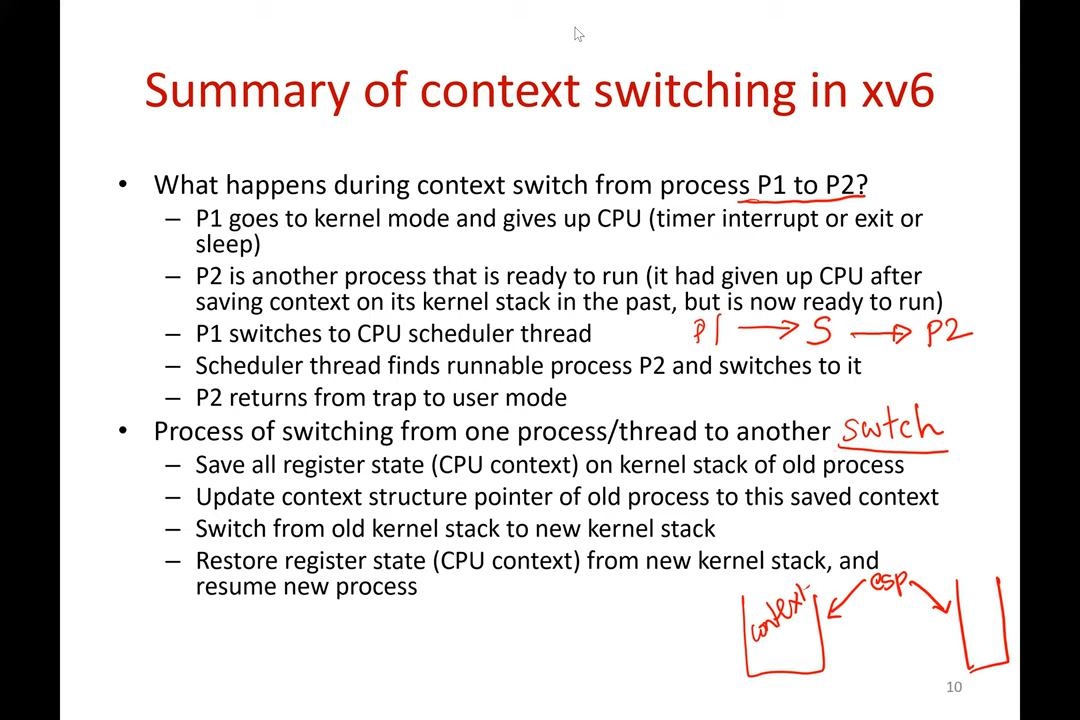 Summary of context switching in xv6
• What happens during context switch from process P1 to P2?
– P1 goes to kernel mode and gives up CPU (timer interrupt or exit or
sleep)
– P2 is another process that is ready to run (it had given up CPU after
saving context on its kernel stack in the past, but is now ready to run)
– P1 switches to CPU scheduler thread
P1 → S → P2
– Scheduler thread finds runnable process P2 and switches to it
– P2 returns from trap to user mode
• Process of switching from one process/thread to another swtch
– Save all register state (CPU context) on kernel stack of old process
– Update context structure pointer of old process to this saved context
– Switch from old kernel stack to new kernel stack
– Restore register state (CPU context) from new kernel stack, and
resume new process
esp
context
10